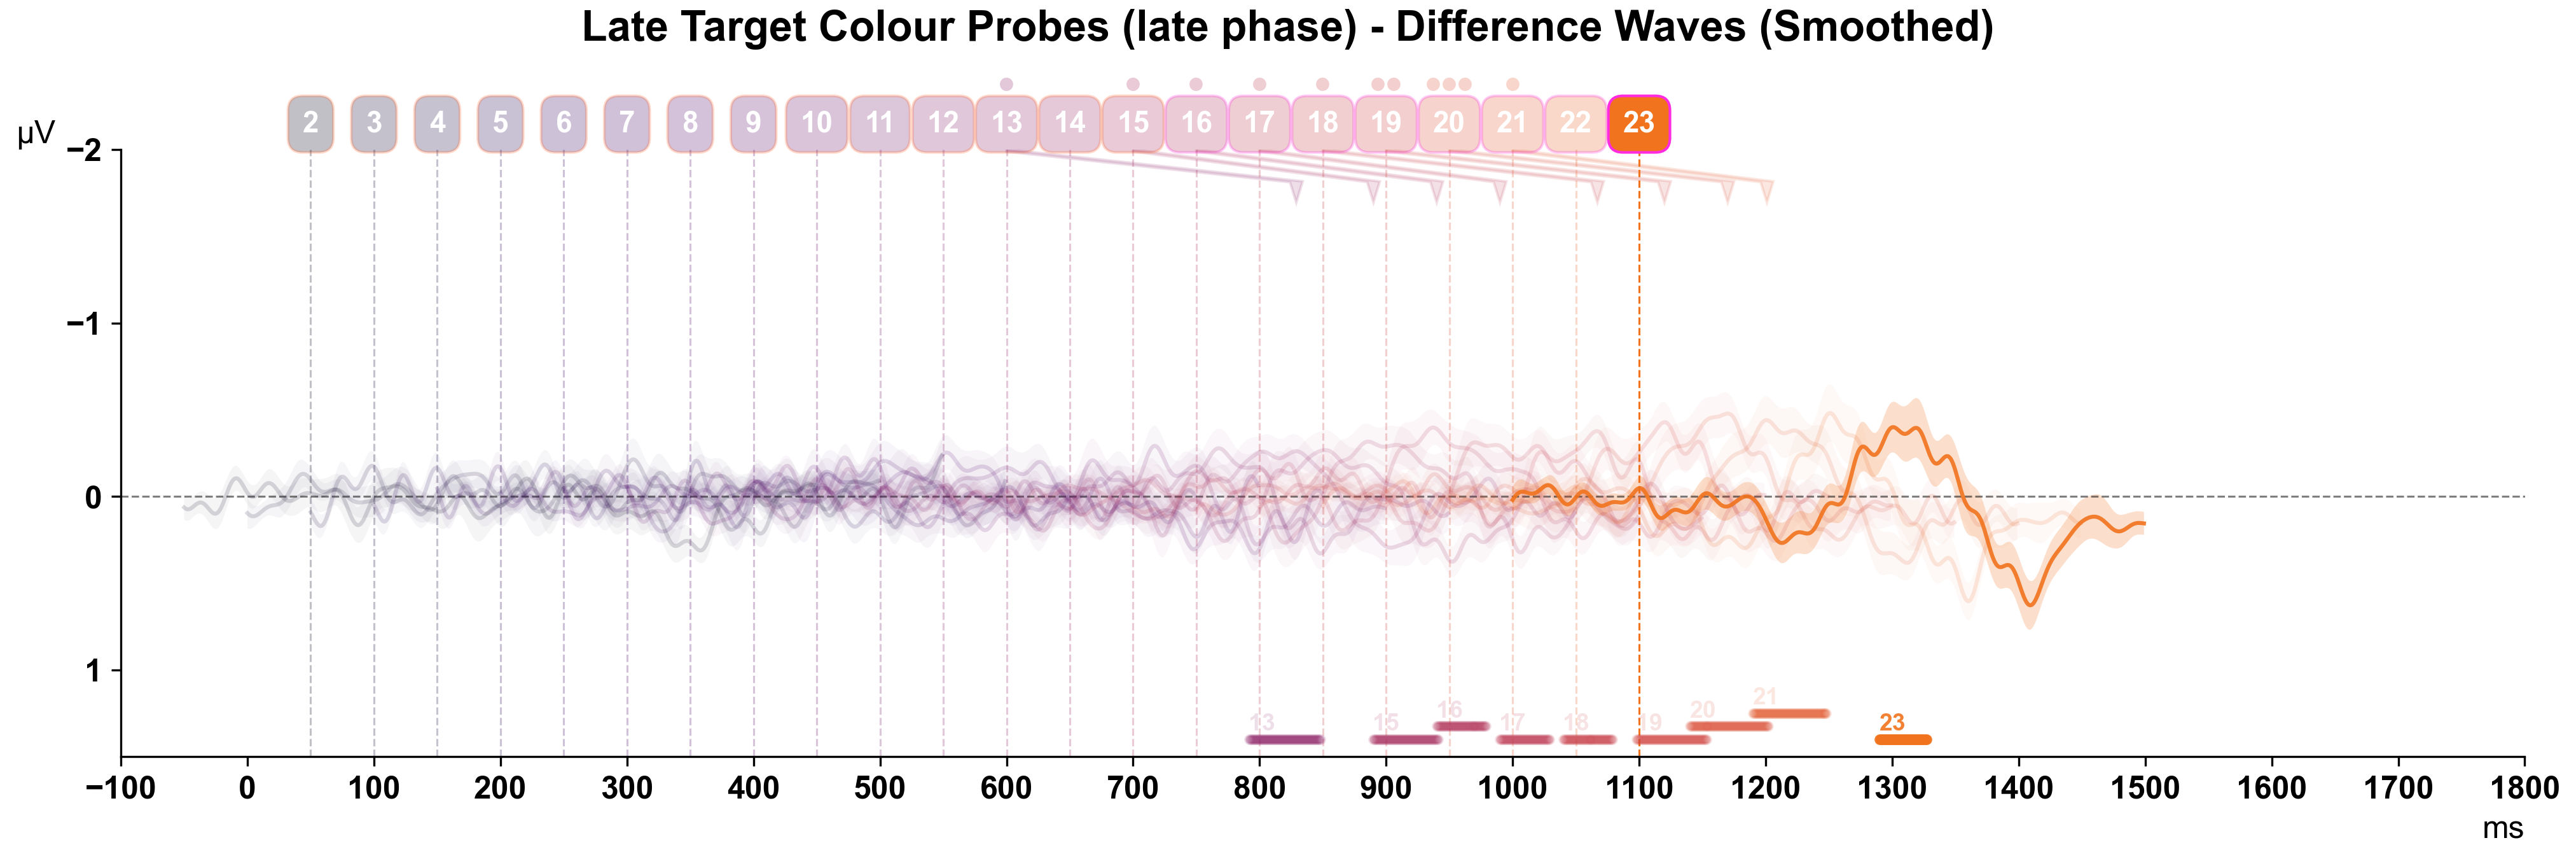 Late Target Colour Probes (late phase) - Difference Waves (Smoothed)
2 3 4 5 6 7 8 9 10 11 12 13 14 15 16 17 18 19 20 21 22 23
µV
−2
−1
0
1
13 15 16 17 18 19 20 21 23
−100 0 100 200 300 400 500 600 700 800 900 1000 1100 1200 1300 1400 1500 1600 1700 1800
ms